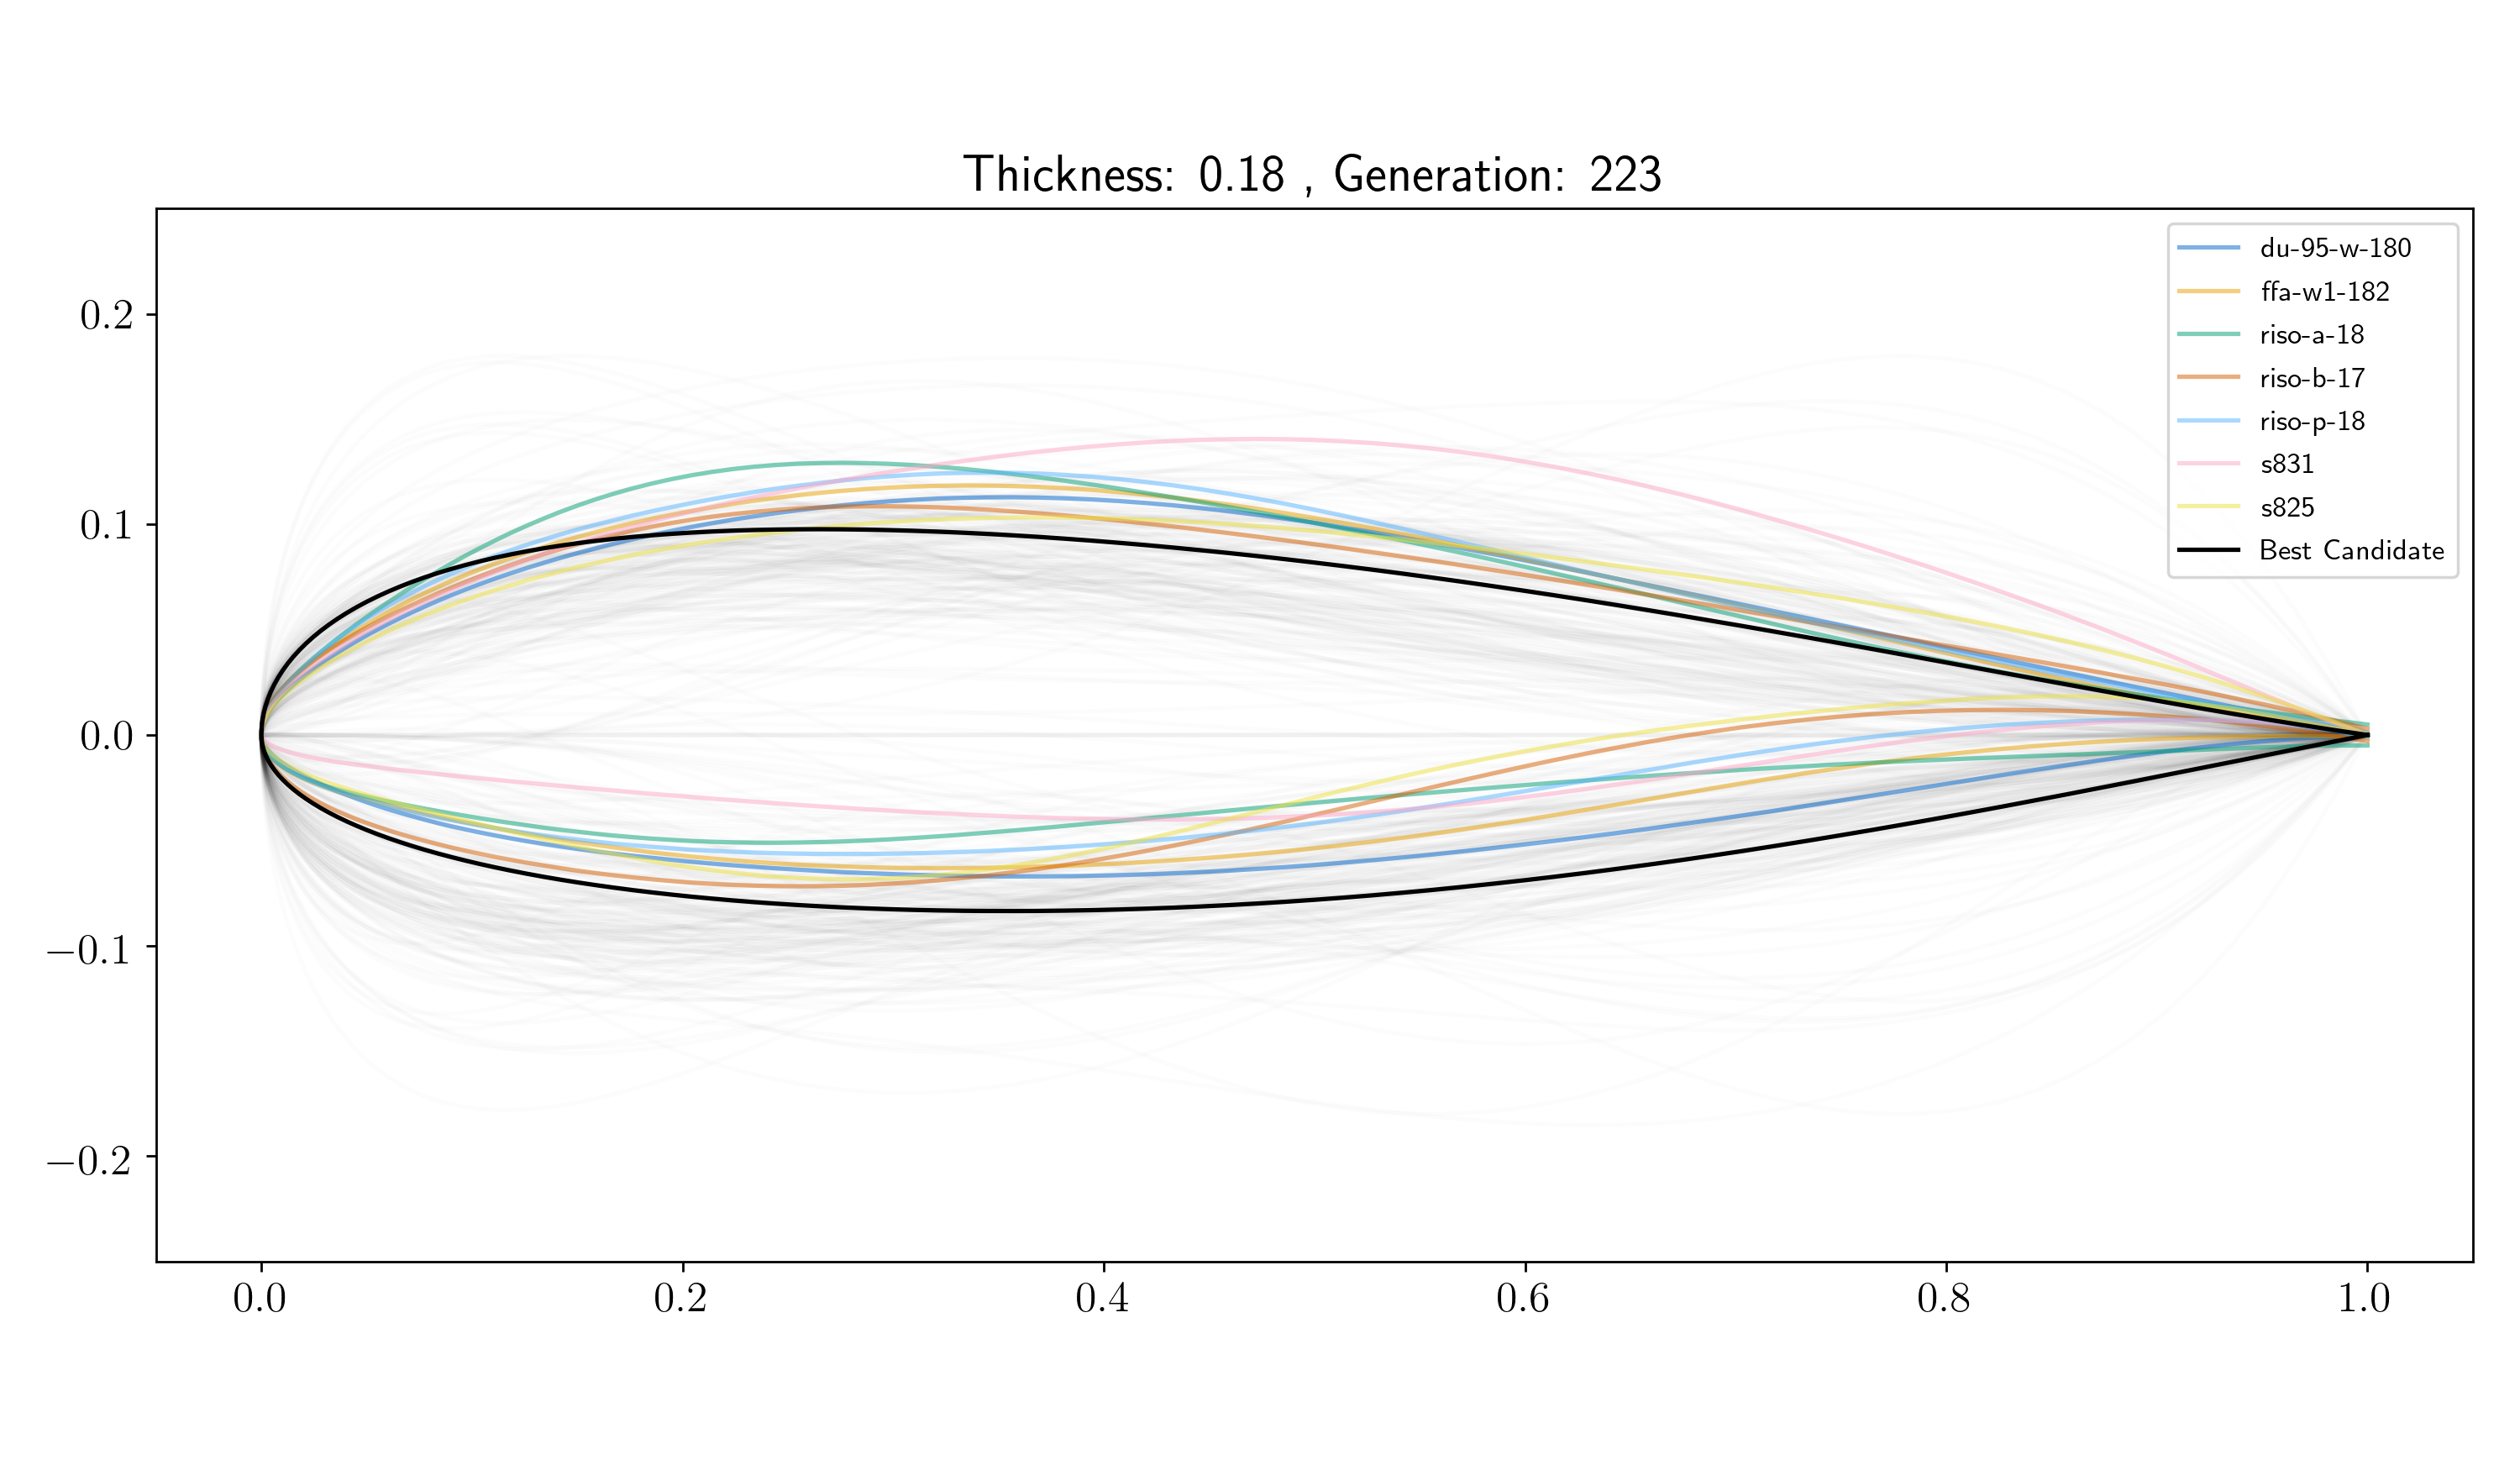 Thickness: 0.18 , Generation: 223
du-95-w-180
ffa-w1-182
riso-a-18
riso-b-17
riso-p-18
s831
s825
Best Candidate
0.2
0.1
0.0
−0.1
−0.2
0.0 0.2 0.4 0.6 0.8 1.0